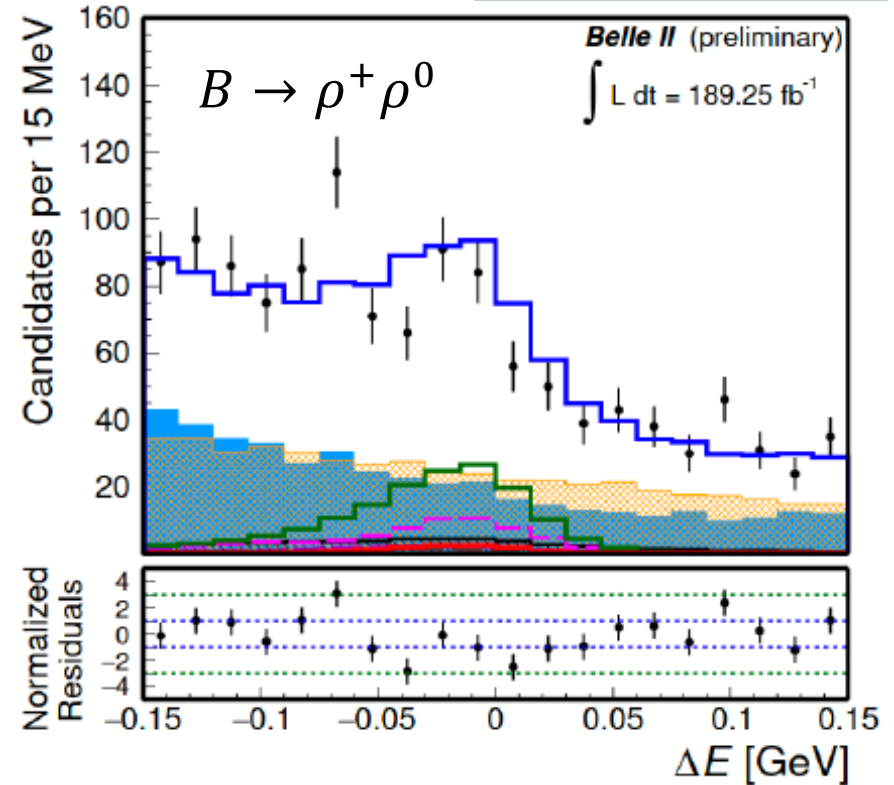 160
140
120
100
80
60
40
20
Candidates per 15 MeV
B → ρ⁺ρ⁰
Belle II (preliminary)
∫ L dt = 189.25 fb⁻¹
4
2
0
−2
−4
Normalized
Residuals
−0.15 −0.1 −0.05 0 0.05 0.1 0.15
ΔE [GeV]